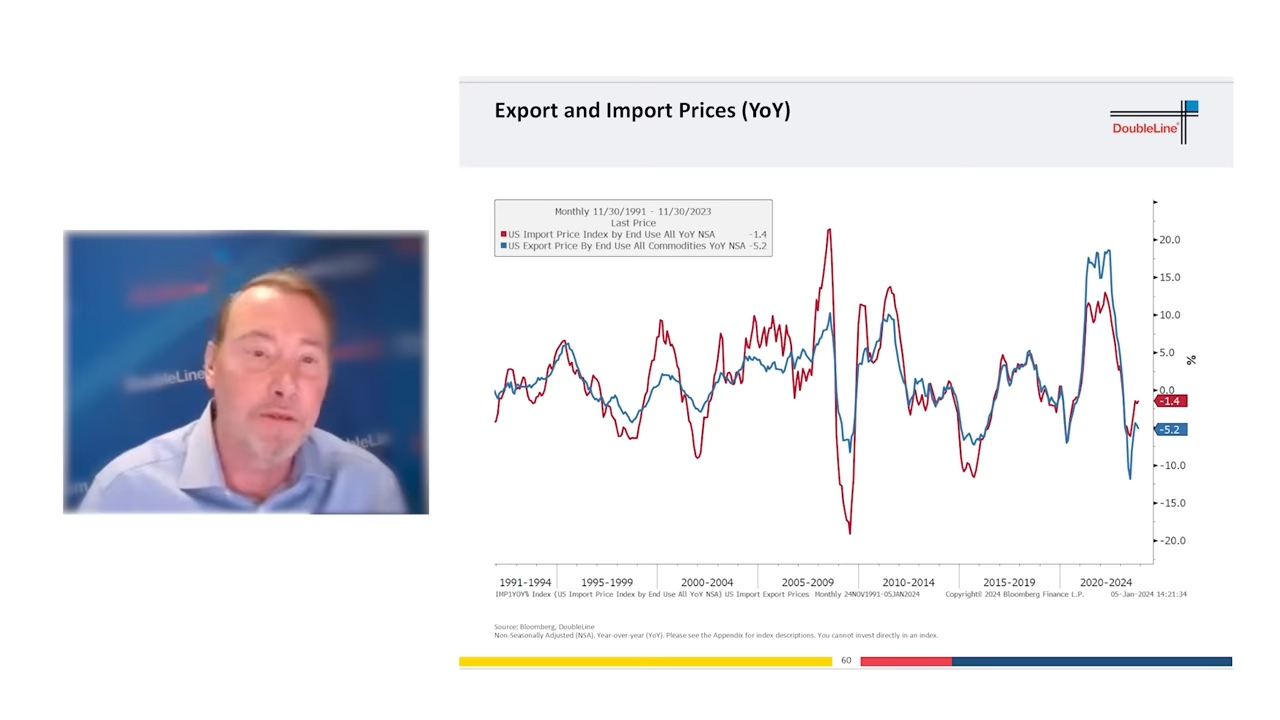 Export and Import Prices (YoY)
DoubleLine®
Monthly 11/30/1991 - 11/30/2023
Last Price
US Import Price Index by End Use All YoY NSA -1.4
US Export Price By End Use All Commodities YoY NSA -5.2
20.0
15.0
10.0
5.0
0.0
-1.4
-5.2
-10.0
-15.0
-20.0
%
1991-1994 1995-1999 2000-2004 2005-2009 2010-2014 2015-2019 2020-2024
IMP1YOY% Index (US Import Price Index by End Use All YoY NSA) US Import Export Prices Monthly 24NOV1991-05JAN2024 Copyright© 2024 Bloomberg Finance L.P. 05-Jan-2024 14:21:34
Source: Bloomberg, DoubleLine
Non-Seasonally Adjusted (NSA). Year-over-year (YoY). Please see the Appendix for index descriptions. You cannot invest directly in an index.
60
DoubleLine